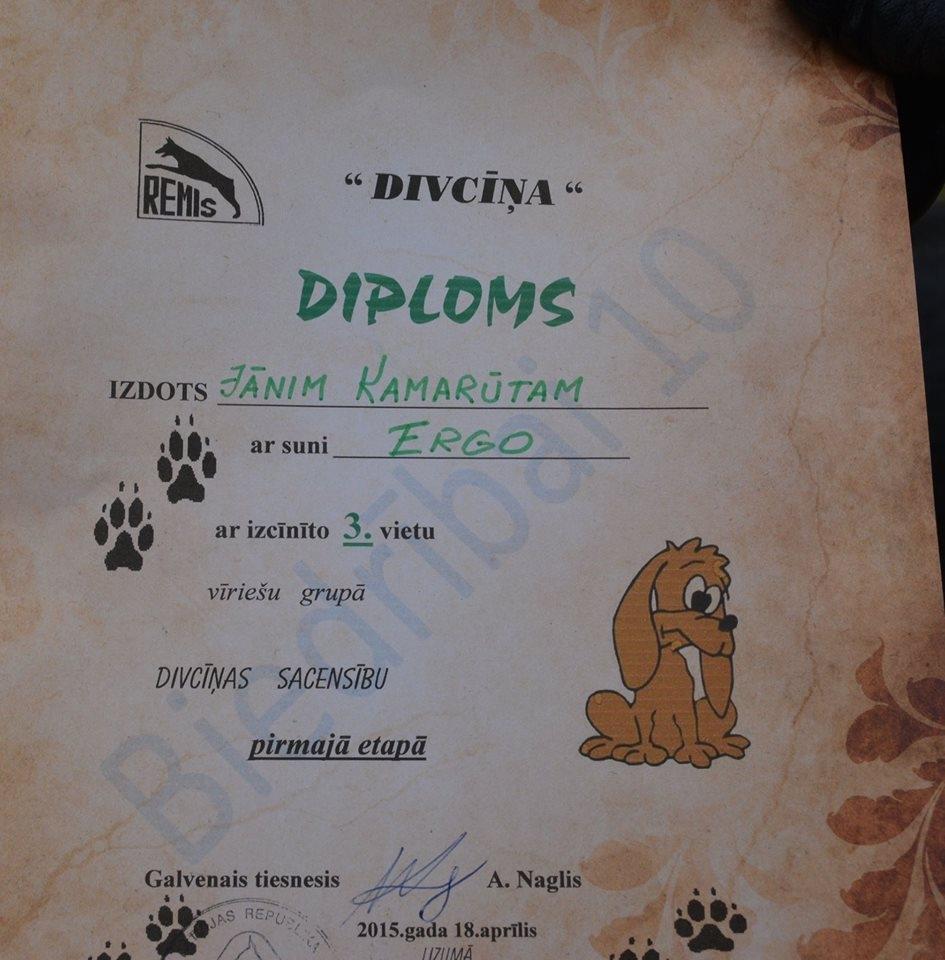 REMIs
“ DIVCĪŅA “
DIPLOMS
IZDOTS JĀNIM KAMARŪTAM
ar suni ERGO
ar izcīnīto 3. vietu
vīriešu grupā
DIVCĪŅAS SACENSĪBU
pirmajā etapā
Biedrībai 10
Galvenais tiesnesis A. Naglis
2015.gada 18.aprīlis